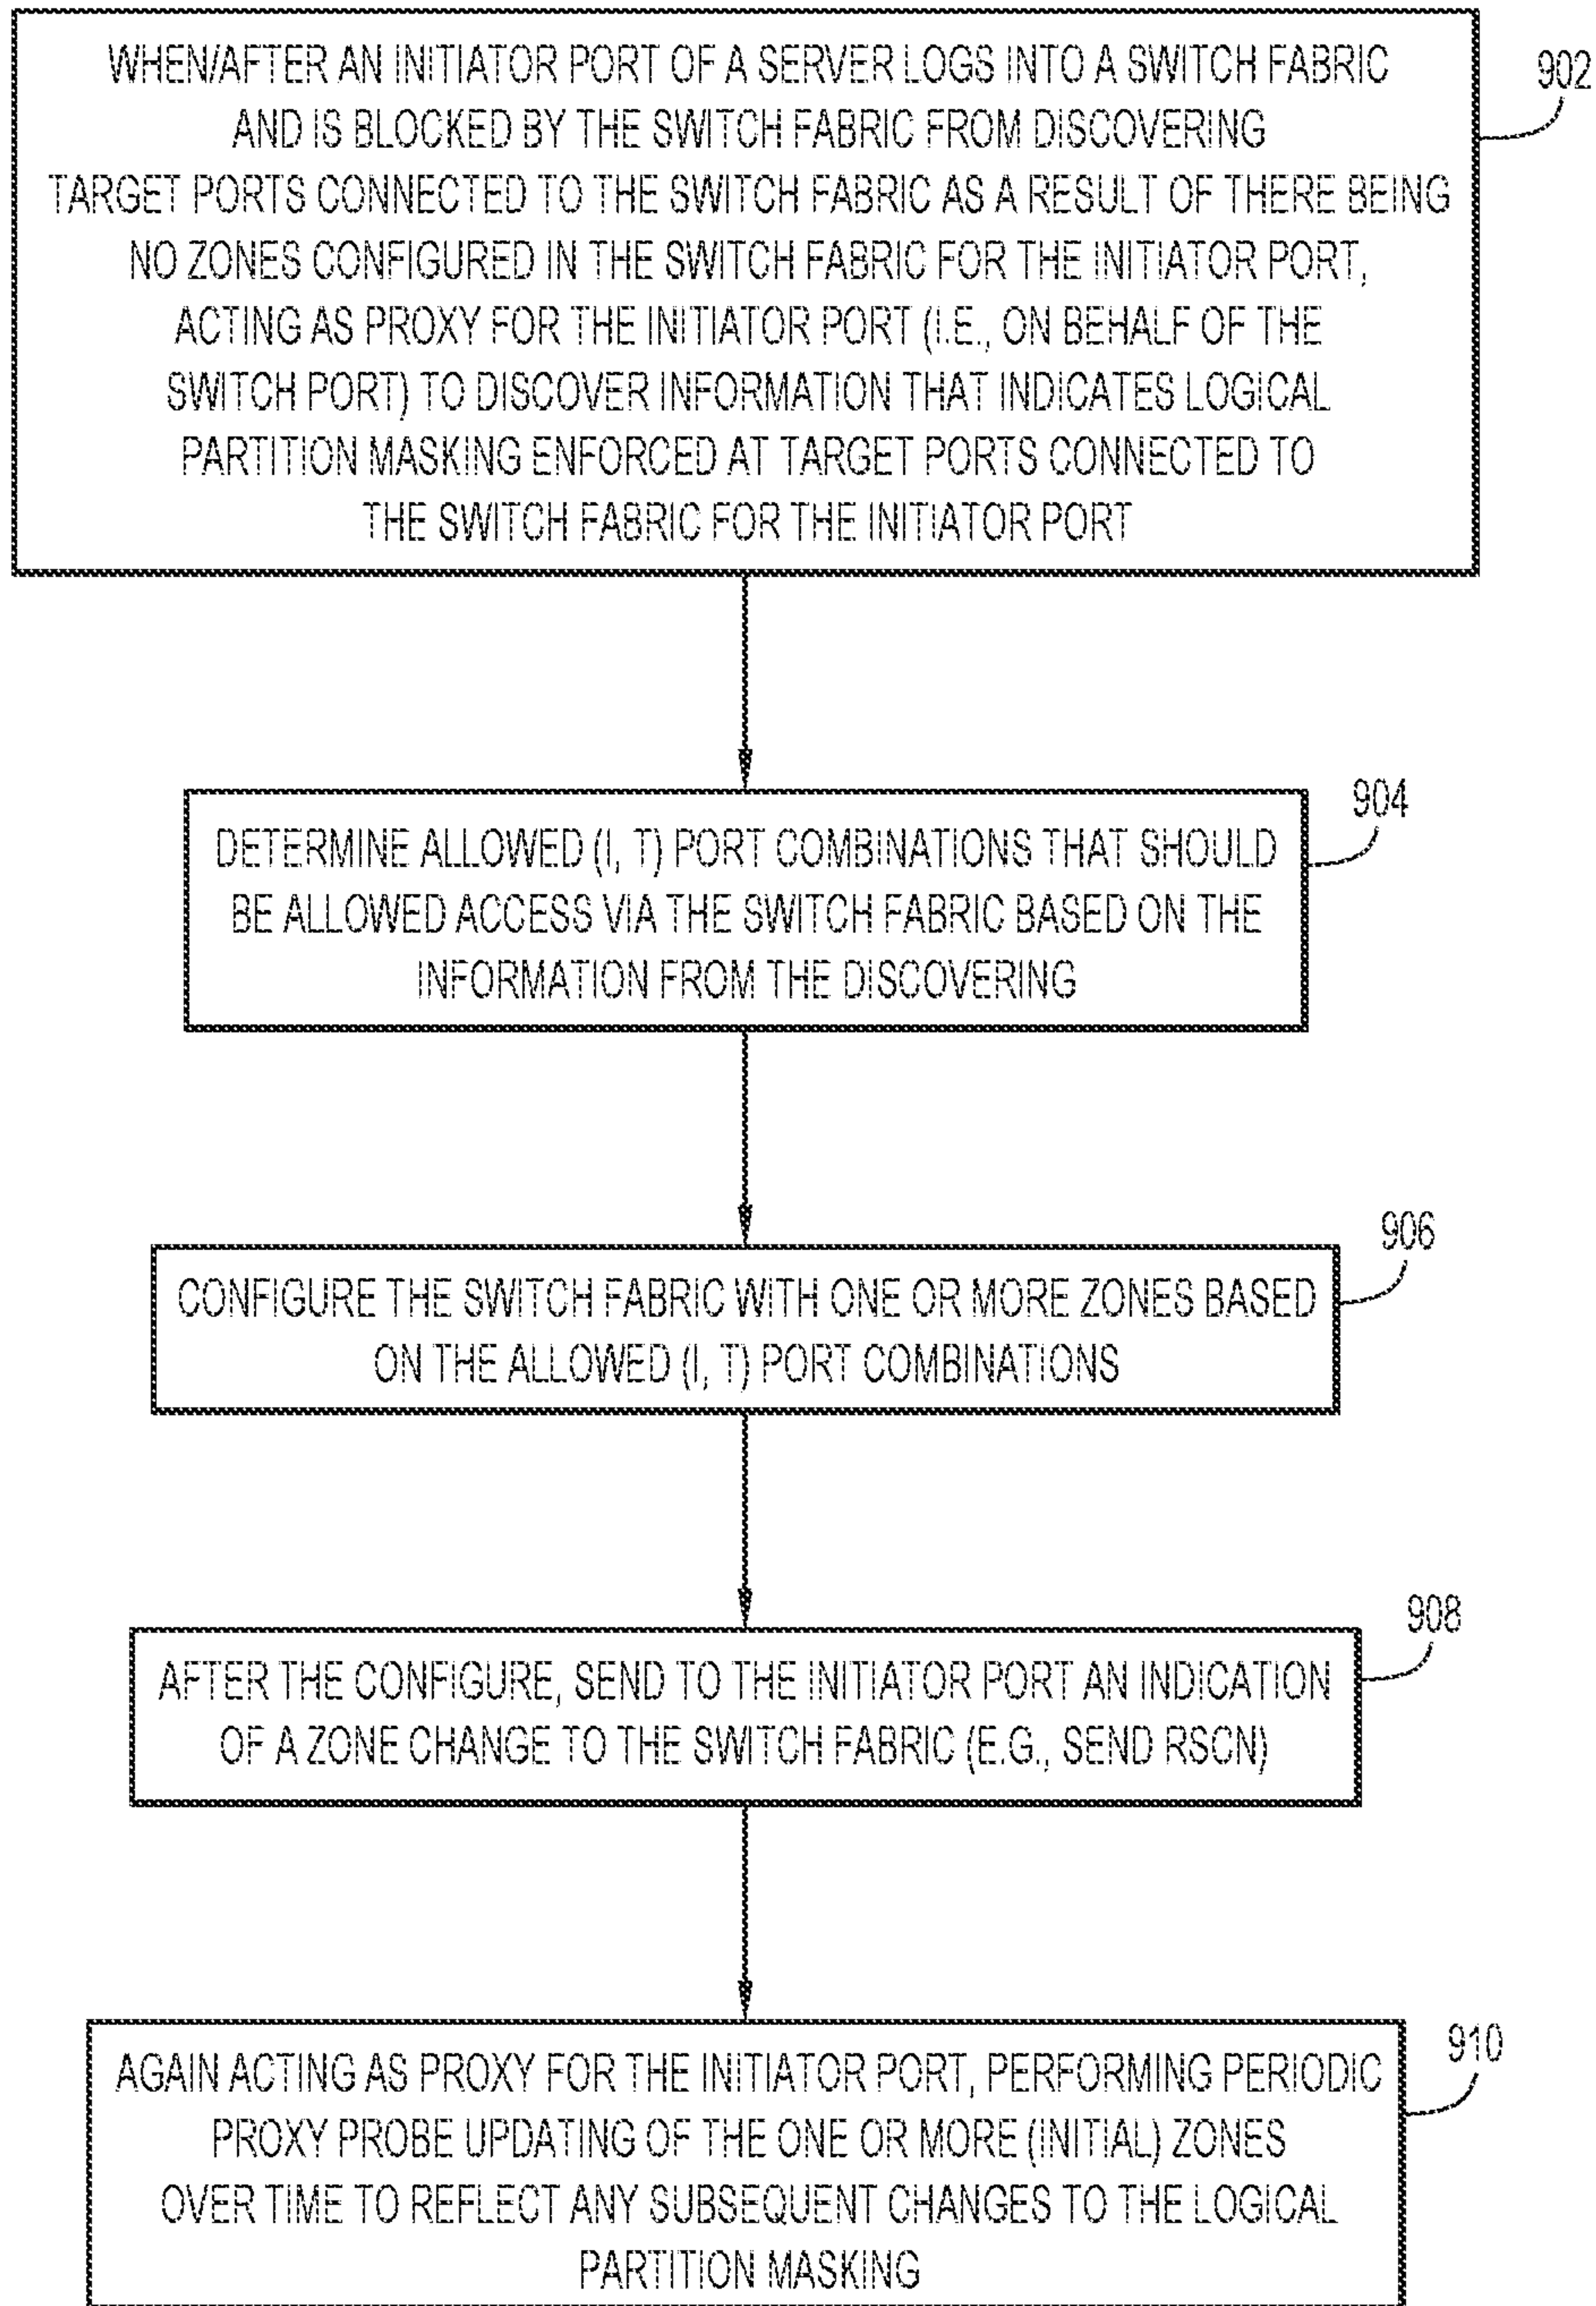 WHEN/AFTER AN INITIATOR PORT OF A SERVER LOGS INTO A SWITCH FABRIC
AND IS BLOCKED BY THE SWITCH FABRIC FROM DISCOVERING
TARGET PORTS CONNECTED TO THE SWITCH FABRIC AS A RESULT OF THERE BEING
NO ZONES CONFIGURED IN THE SWITCH FABRIC FOR THE INITIATOR PORT,
ACTING AS PROXY FOR THE INITIATOR PORT (I.E., ON BEHALF OF THE
SWITCH PORT) TO DISCOVER INFORMATION THAT INDICATES LOGICAL
PARTITION MASKING ENFORCED AT TARGET PORTS CONNECTED TO
THE SWITCH FABRIC FOR THE INITIATOR PORT
902
DETERMINE ALLOWED (I, T) PORT COMBINATIONS THAT SHOULD
BE ALLOWED ACCESS VIA THE SWITCH FABRIC BASED ON THE
INFORMATION FROM THE DISCOVERING
904
CONFIGURE THE SWITCH FABRIC WITH ONE OR MORE ZONES BASED
ON THE ALLOWED (I, T) PORT COMBINATIONS
906
AFTER THE CONFIGURE, SEND TO THE INITIATOR PORT AN INDICATION
OF A ZONE CHANGE TO THE SWITCH FABRIC (E.G., SEND RSCN)
908
AGAIN ACTING AS PROXY FOR THE INITIATOR PORT, PERFORMING PERIODIC
PROXY PROBE UPDATING OF THE ONE OR MORE (INITIAL) ZONES
OVER TIME TO REFLECT ANY SUBSEQUENT CHANGES TO THE LOGICAL
PARTITION MASKING
910